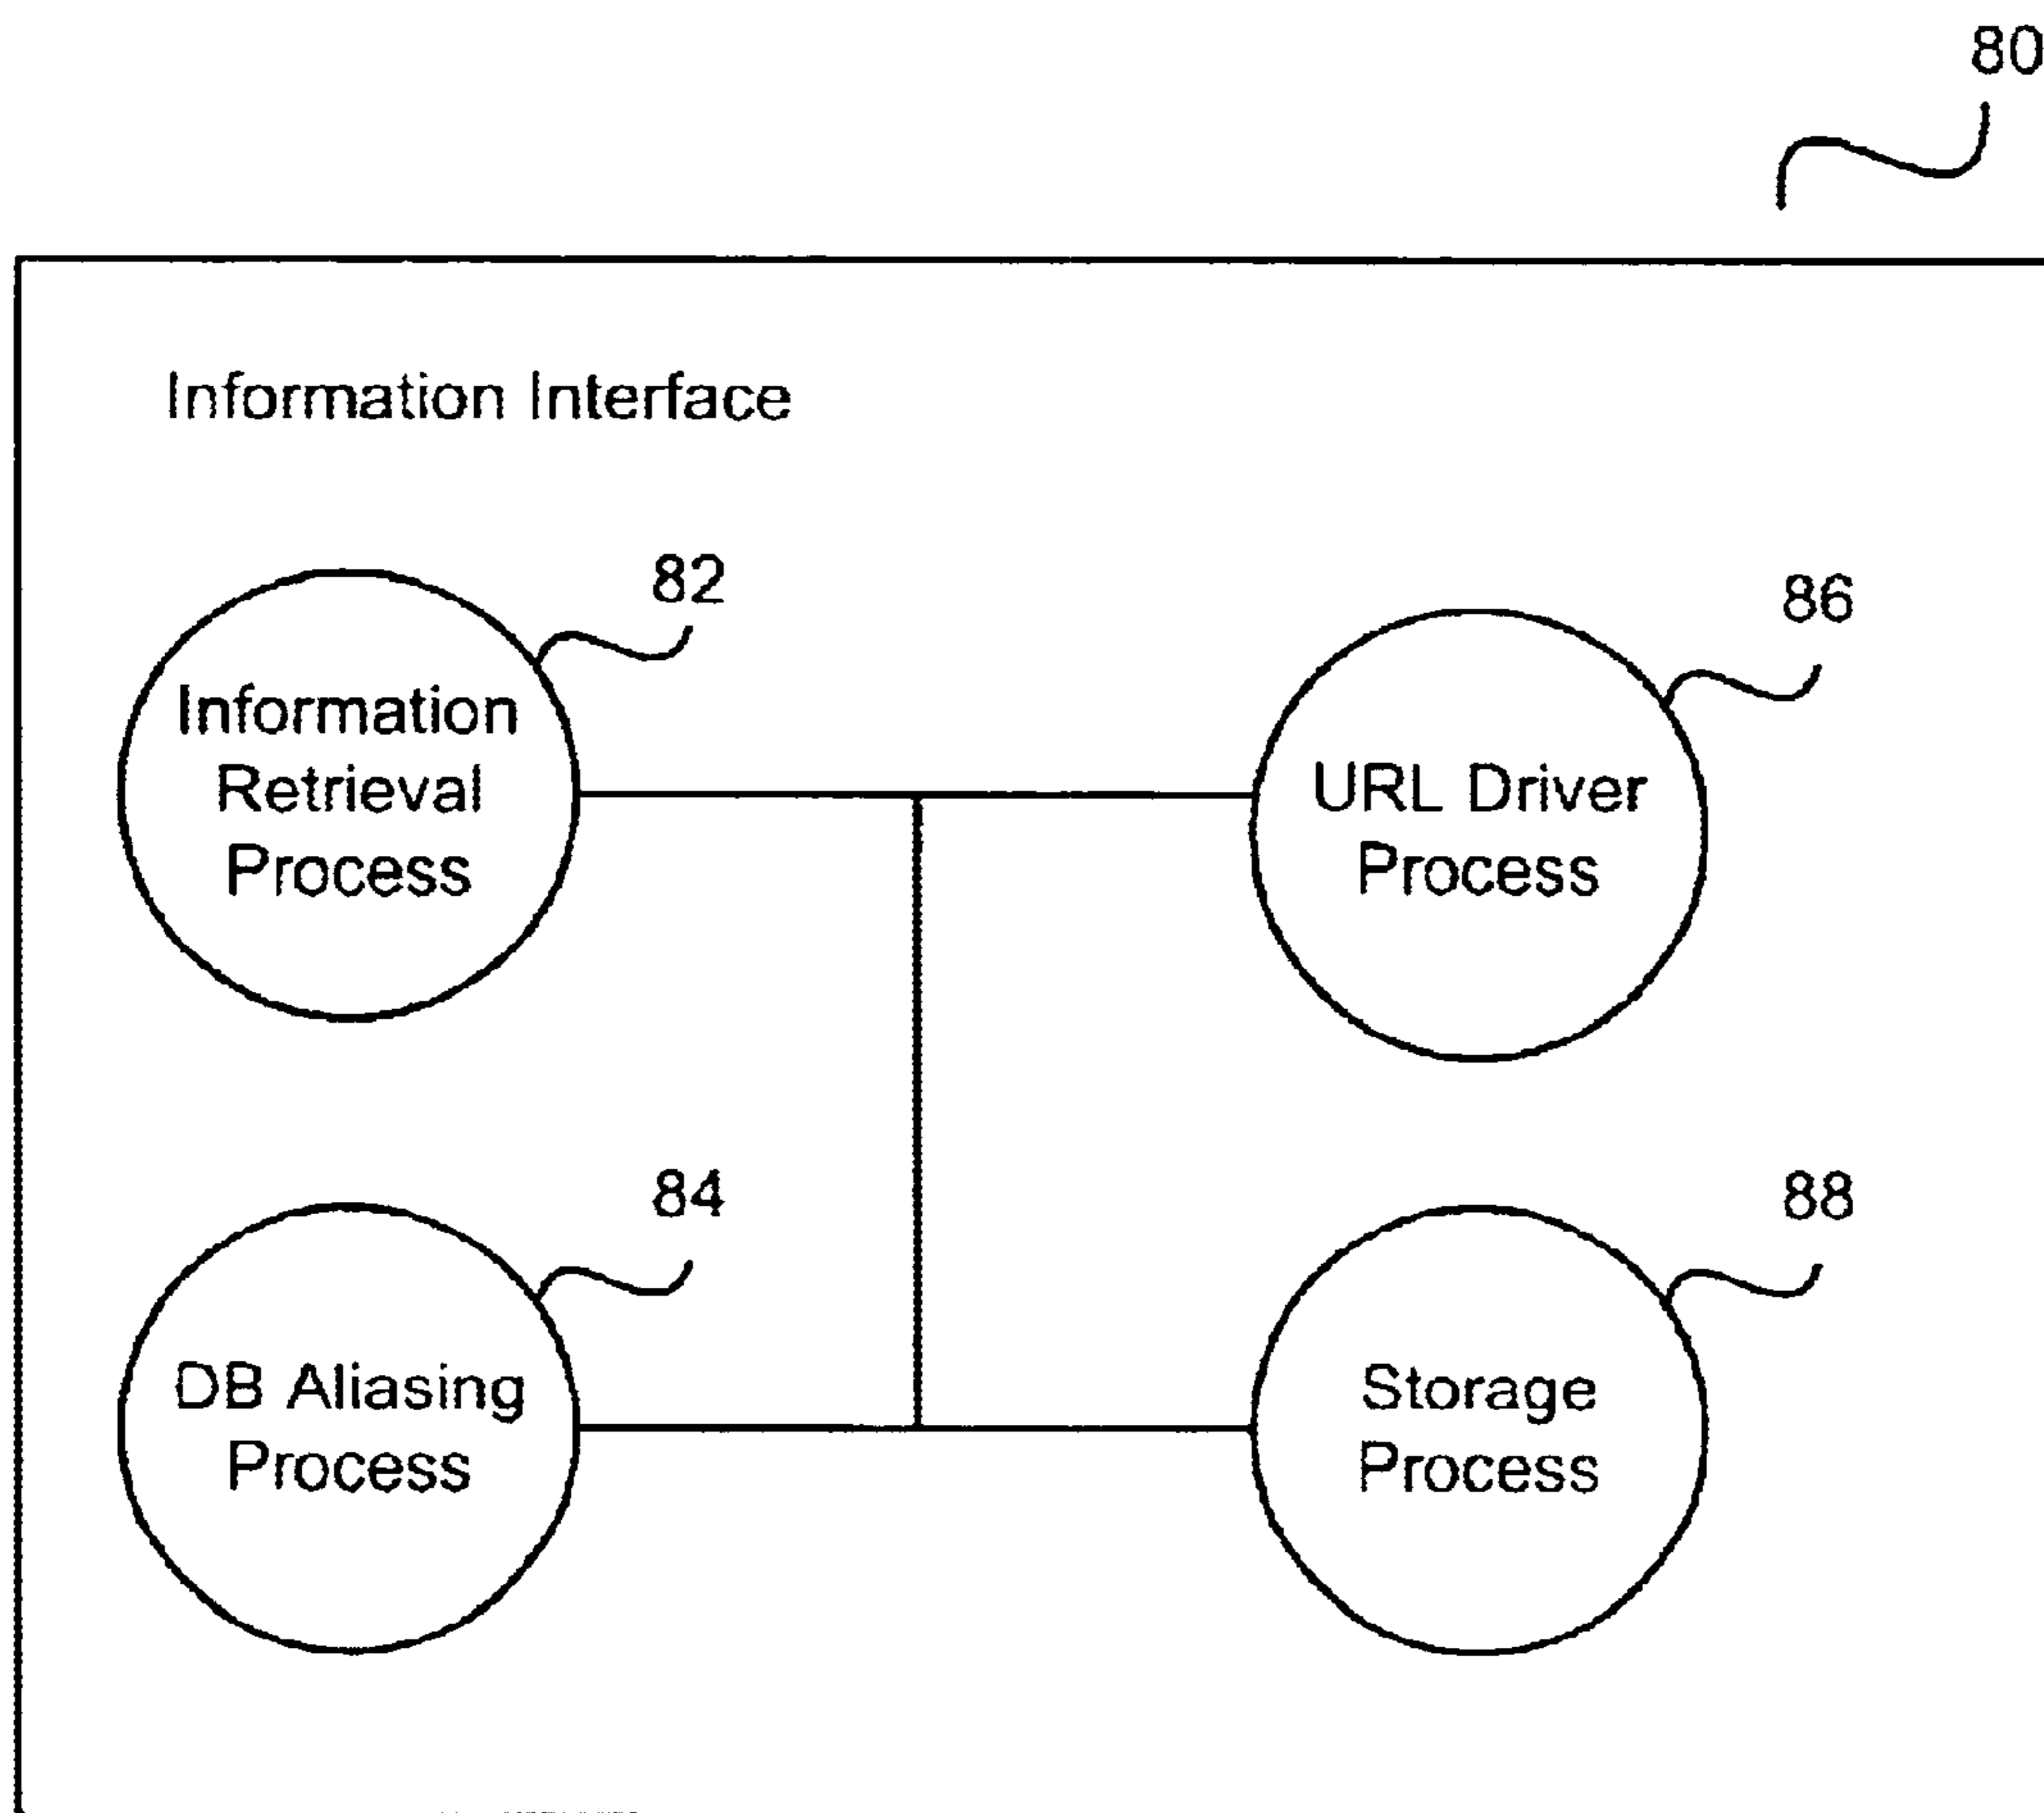 80
Information Interface
82
Information
Retrieval
Process
86
URL Driver
Process
84
DB Aliasing
Process
88
Storage
Process